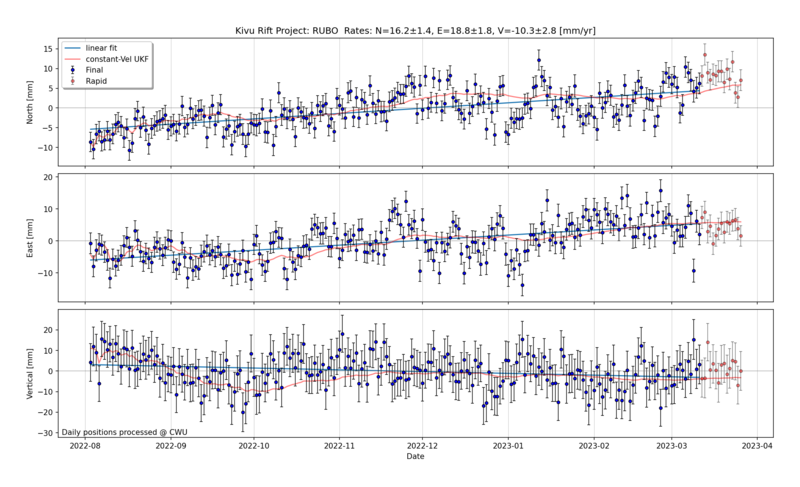 Kivu Rift Project: RUBO  Rates: N=16.2±1.4, E=18.8±1.8, V=-10.3±2.8 [mm/yr]
linear fit
constant-Vel UKF
Final
Rapid
North [mm]
15
10
5
0
−5
−10
East [mm]
20
10
0
−10
Vertical [mm]
20
10
0
−10
−20
−30
Daily positions processed @ CWU
2022-08
2022-09
2022-10
2022-11
2022-12
2023-01
2023-02
2023-03
2023-04
Date